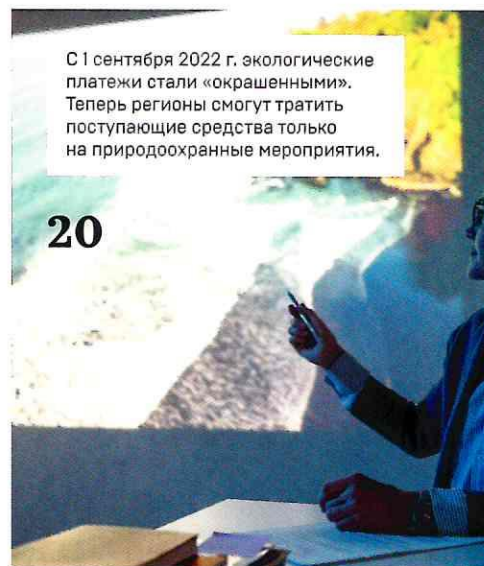 С 1 сентября 2022 г. экологические
платежи стали «окрашенными».
Теперь регионы смогут тратить
поступающие средства только
на природоохранные мероприятия.
20